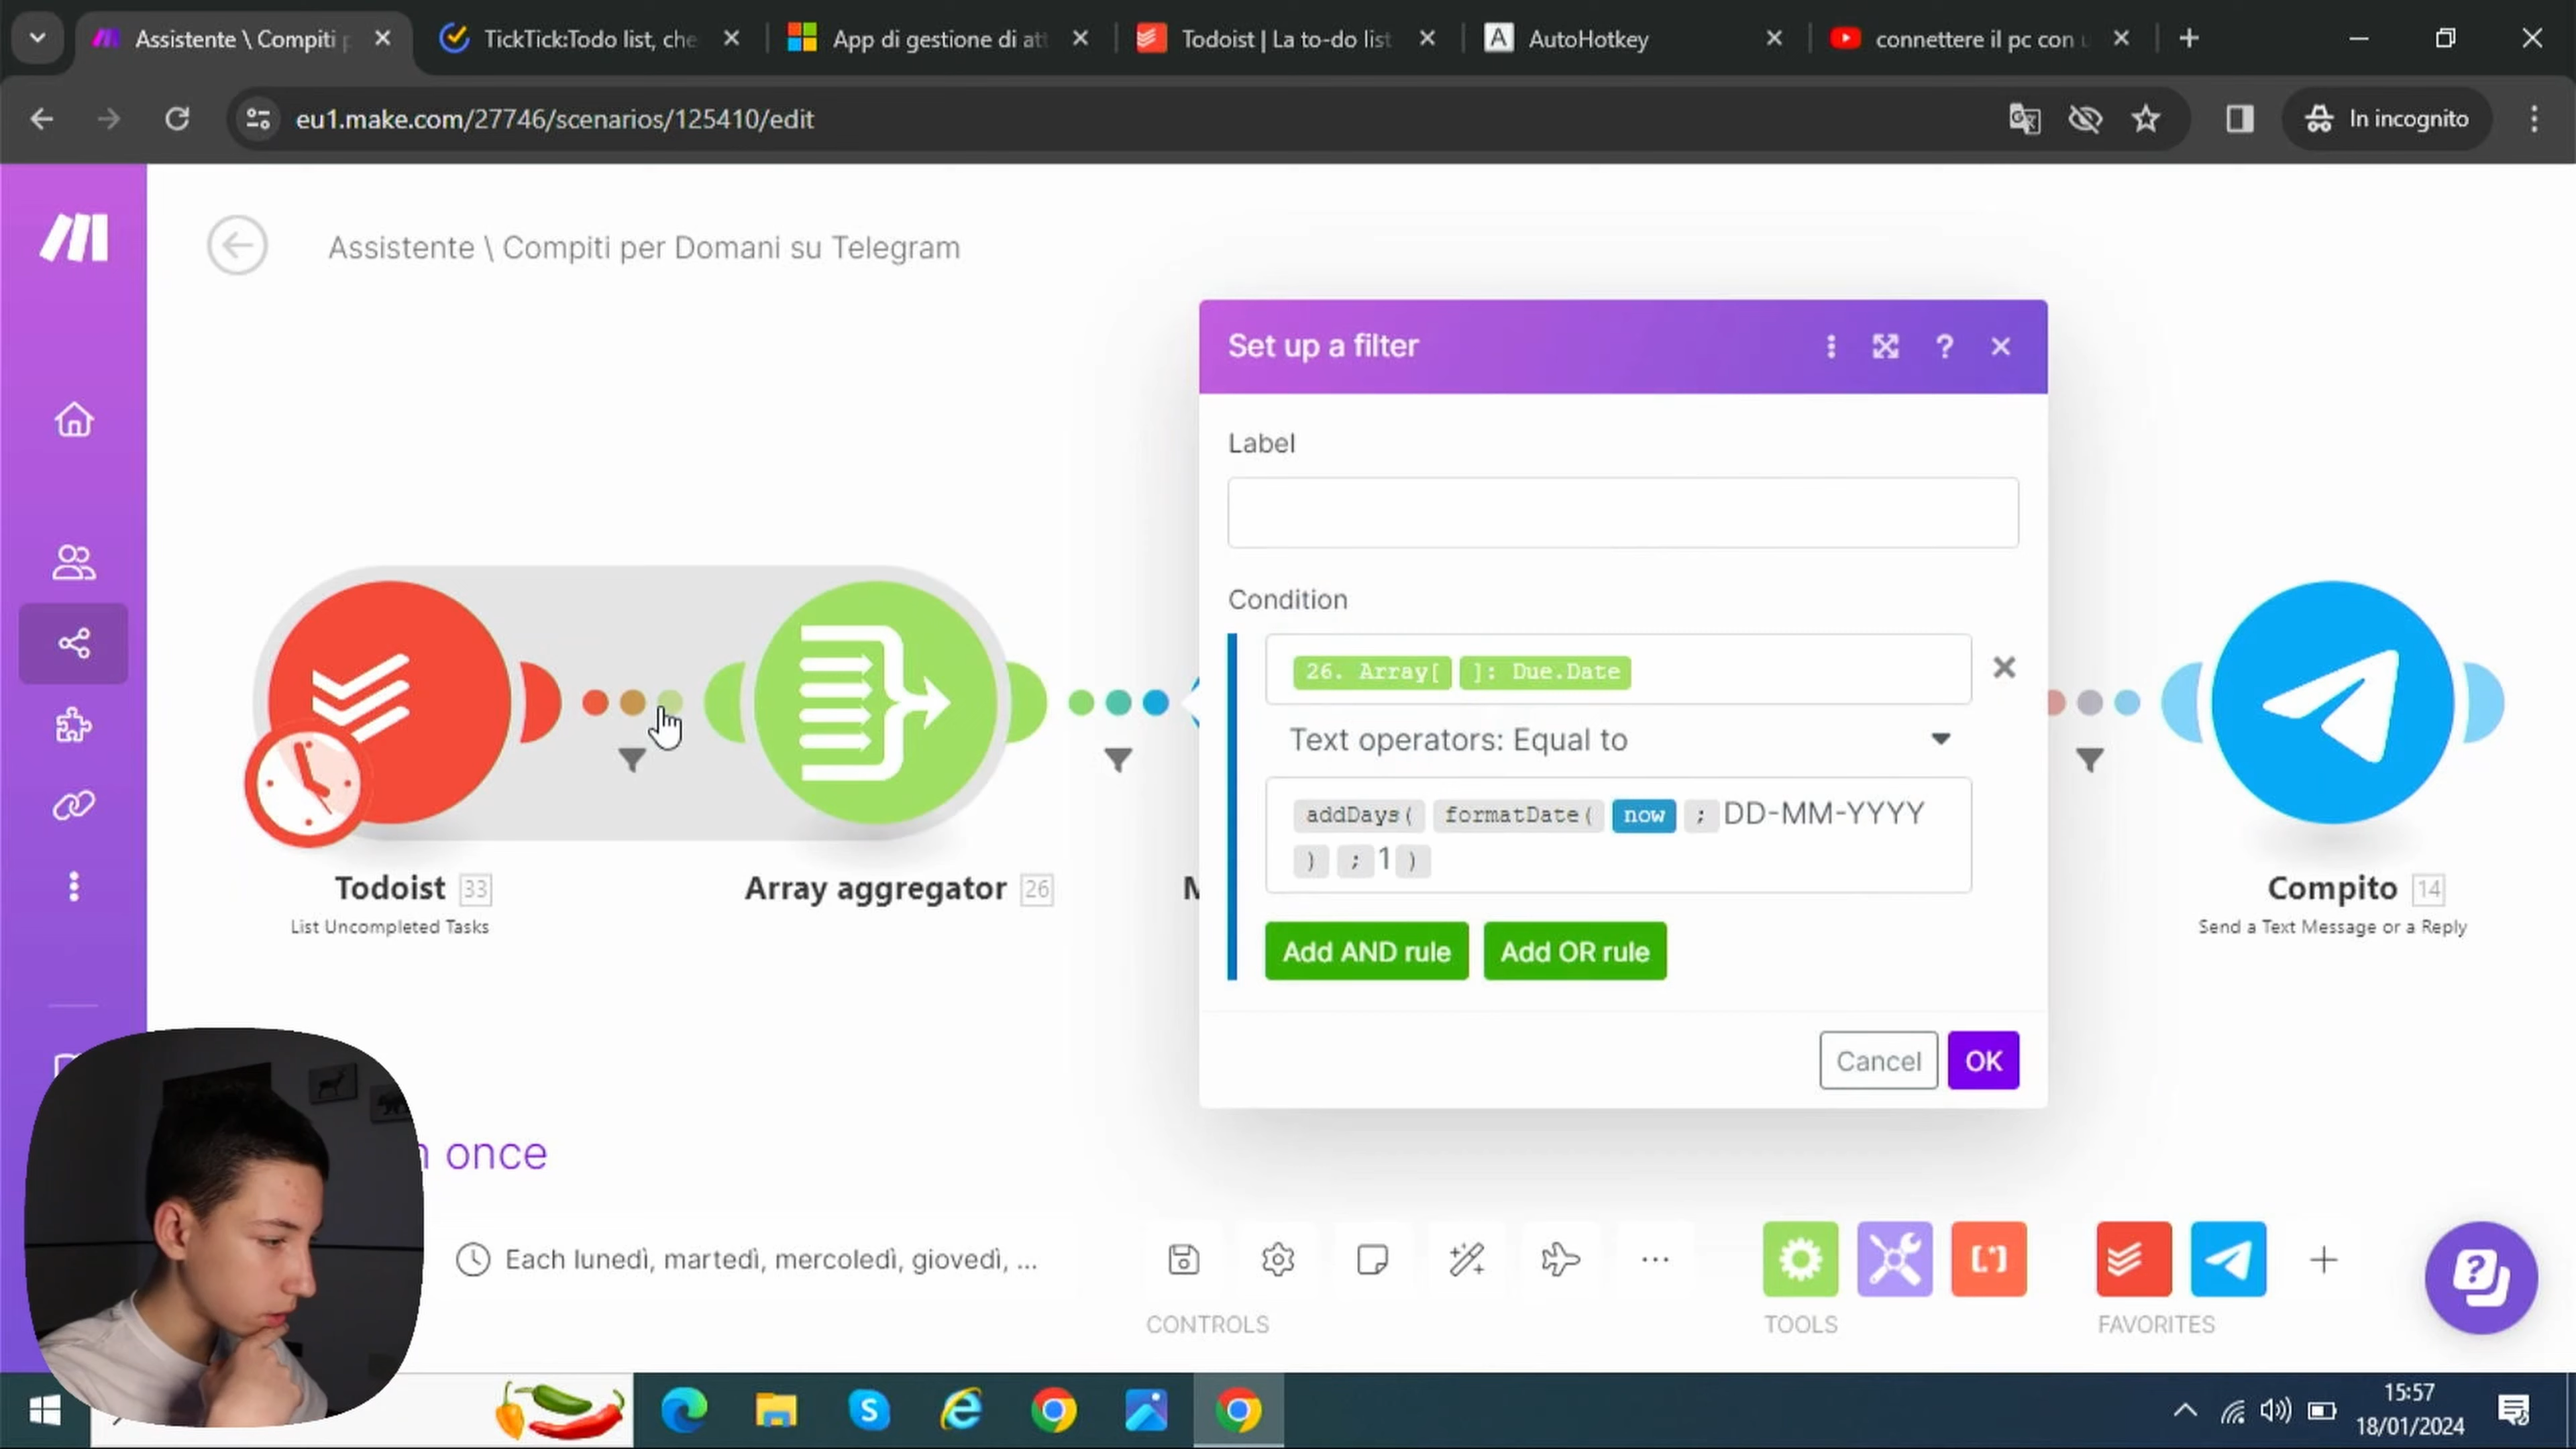 Assistente \ Compiti p
TickTick:Todo list, che
App di gestione di att
Todoist | La to-do list
A AutoHotkey
connettere il pc con u
eu1.make.com/27746/scenarios/125410/edit
In incognito
Assistente \ Compiti per Domani su Telegram
Set up a filter
Label
Condition
26. Array[ ]: Due.Date
Text operators: Equal to
addDays( formatDate( now ; DD-MM-YYYY
) ; 1 )
Add AND rule Add OR rule
Cancel OK
Todoist 33
List Uncompleted Tasks
Array aggregator 26
M
Compito 14
Send a Text Message or a Reply
once
Each lunedì, martedì, mercoledì, giovedì, ...
CONTROLS
TOOLS
FAVORITES
15:57
18/01/2024